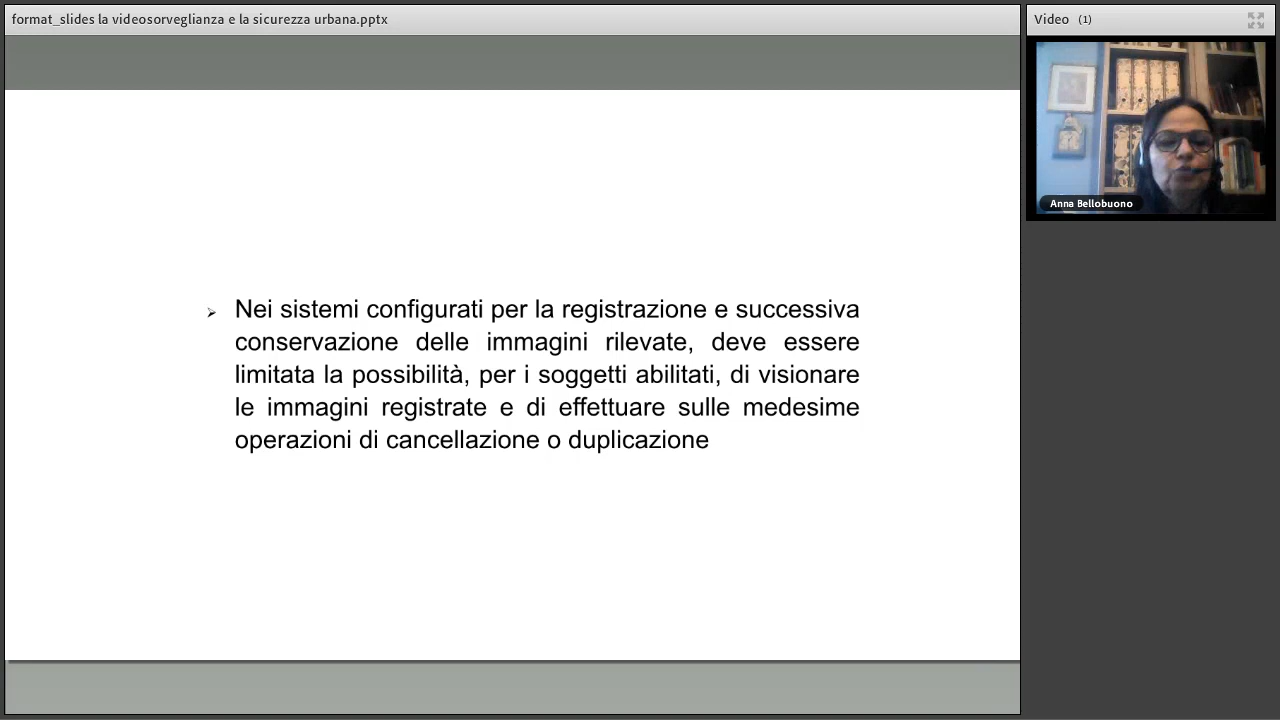 format_slides la videosorveglianza e la sicurezza urbana.pptx
Video (1)
Anna Bellobuono
Nei sistemi configurati per la registrazione e successiva
conservazione delle immagini rilevate, deve essere
limitata la possibilità, per i soggetti abilitati, di visionare
le immagini registrate e di effettuare sulle medesime
operazioni di cancellazione o duplicazione